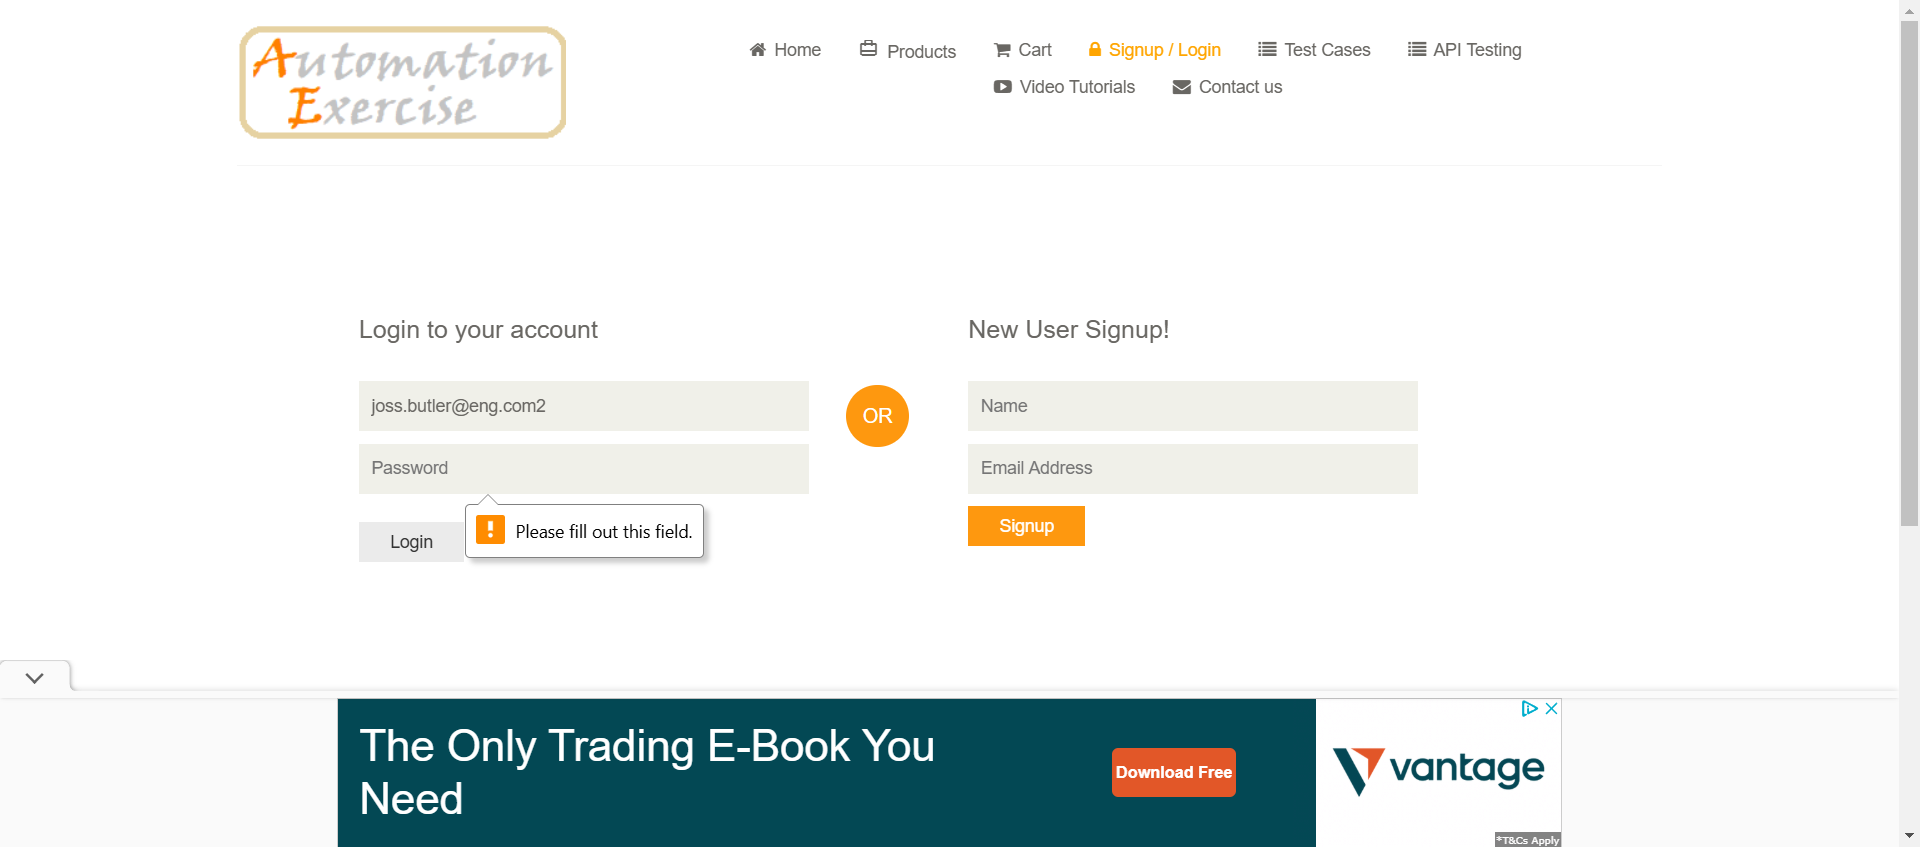 Automation
Exercise
Home
Products
Cart
Signup / Login
Test Cases
API Testing
Video Tutorials
Contact us
Login to your account
joss.butler@eng.com2
Password
Login
Please fill out this field.
OR
New User Signup!
Name
Email Address
Signup
The Only Trading E-Book You
Need
Download Free
vantage
*T&Cs Apply